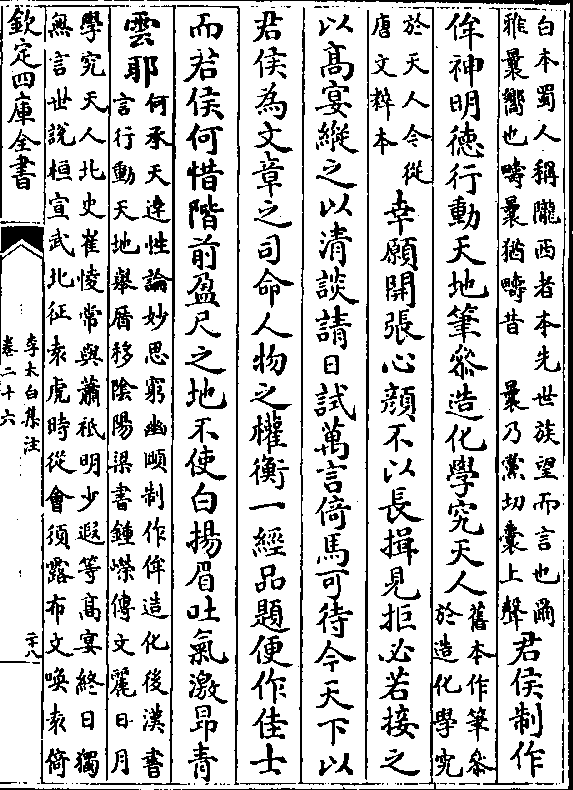 白本蜀人稱隴西者本先世族望而言也爾
雅曩曏也疇曩猶疇昔　曩乃黨切囊上聲
君侯制作
侔神明徳行動天地筆叅造化學究天人
舊本作筆叅
於造化學究
於天人今從
唐文粹本
幸願開張心顔不以長揖見拒必若接之
以髙宴縱之以清談請日試萬言倚馬可待今天下以
君侯為文章之司命人物之權衡一經品題便作佳士
而君侯何惜階前盈尺之地不使白揚眉吐氣激昂青
雲耶
何承天達性論妙思窮幽賾制作侔造化後漢書
言行動天地舉厝移陰陽梁書鍾嶸傳文麗日月
學究天人北史崔㥄常與蕭祗明少遐等髙宴終日獨
無言世說桓宣武北征袁虎時從會須露布文喚袁倚
欽定四庫全書
李太白集注
卷二十六
二八